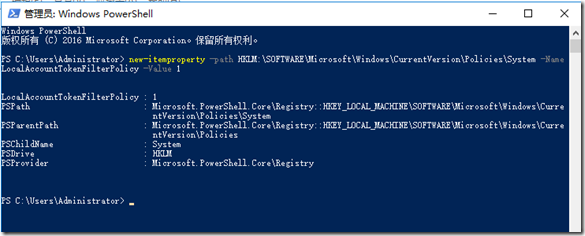 管理员: Windows PowerShell
Windows PowerShell
版权所有 (C) 2016 Microsoft Corporation。保留所有权利。
PS C:\Users\Administrator> new-itemproperty -path HKLM:\SOFTWARE\Microsoft\Windows\CurrentVersion\Policies\System -Name
LocalAccountTokenFilterPolicy -Value 1
LocalAccountTokenFilterPolicy : 1
PSPath : Microsoft.PowerShell.Core\Registry::HKEY_LOCAL_MACHINE\SOFTWARE\Microsoft\Windows\Curre
ntVersion\Policies\System
PSParentPath : Microsoft.PowerShell.Core\Registry::HKEY_LOCAL_MACHINE\SOFTWARE\Microsoft\Windows\Curre
ntVersion\Policies
PSChildName : System
PSDrive : HKLM
PSProvider : Microsoft.PowerShell.Core\Registry
PS C:\Users\Administrator> _